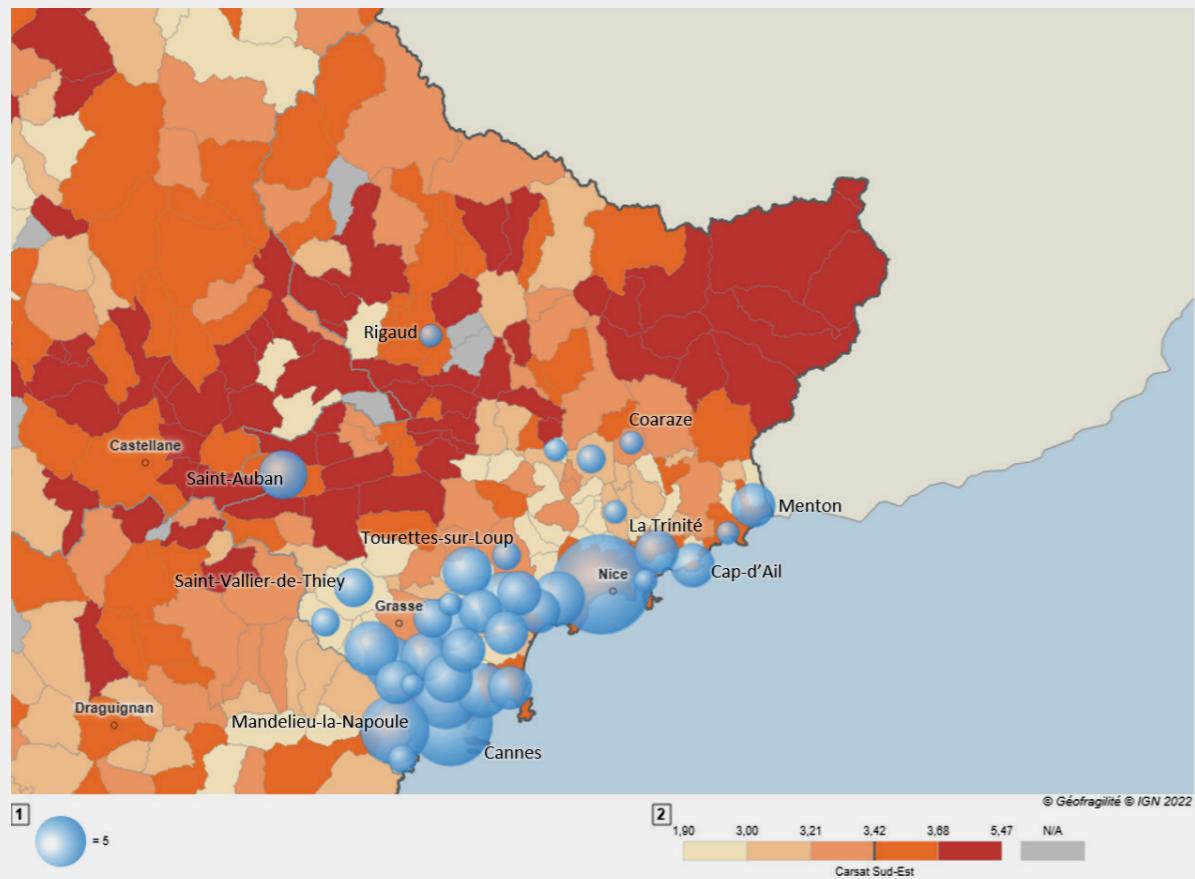 Rigaud
Coaraze
Castellane
Saint-Auban
Menton
La Trinité
Tourettes-sur-Loup
Cap-d'Ail
Nice
Saint-Vallier-de-Thiey
Grasse
Draguignan
Mandelieu-la-Napoule
Cannes
© Géofragilité © IGN 2022
1
= 5
2
1,90 3,00 3,21 3,42 3,68 5,47 N/A
Carsat Sud-Est